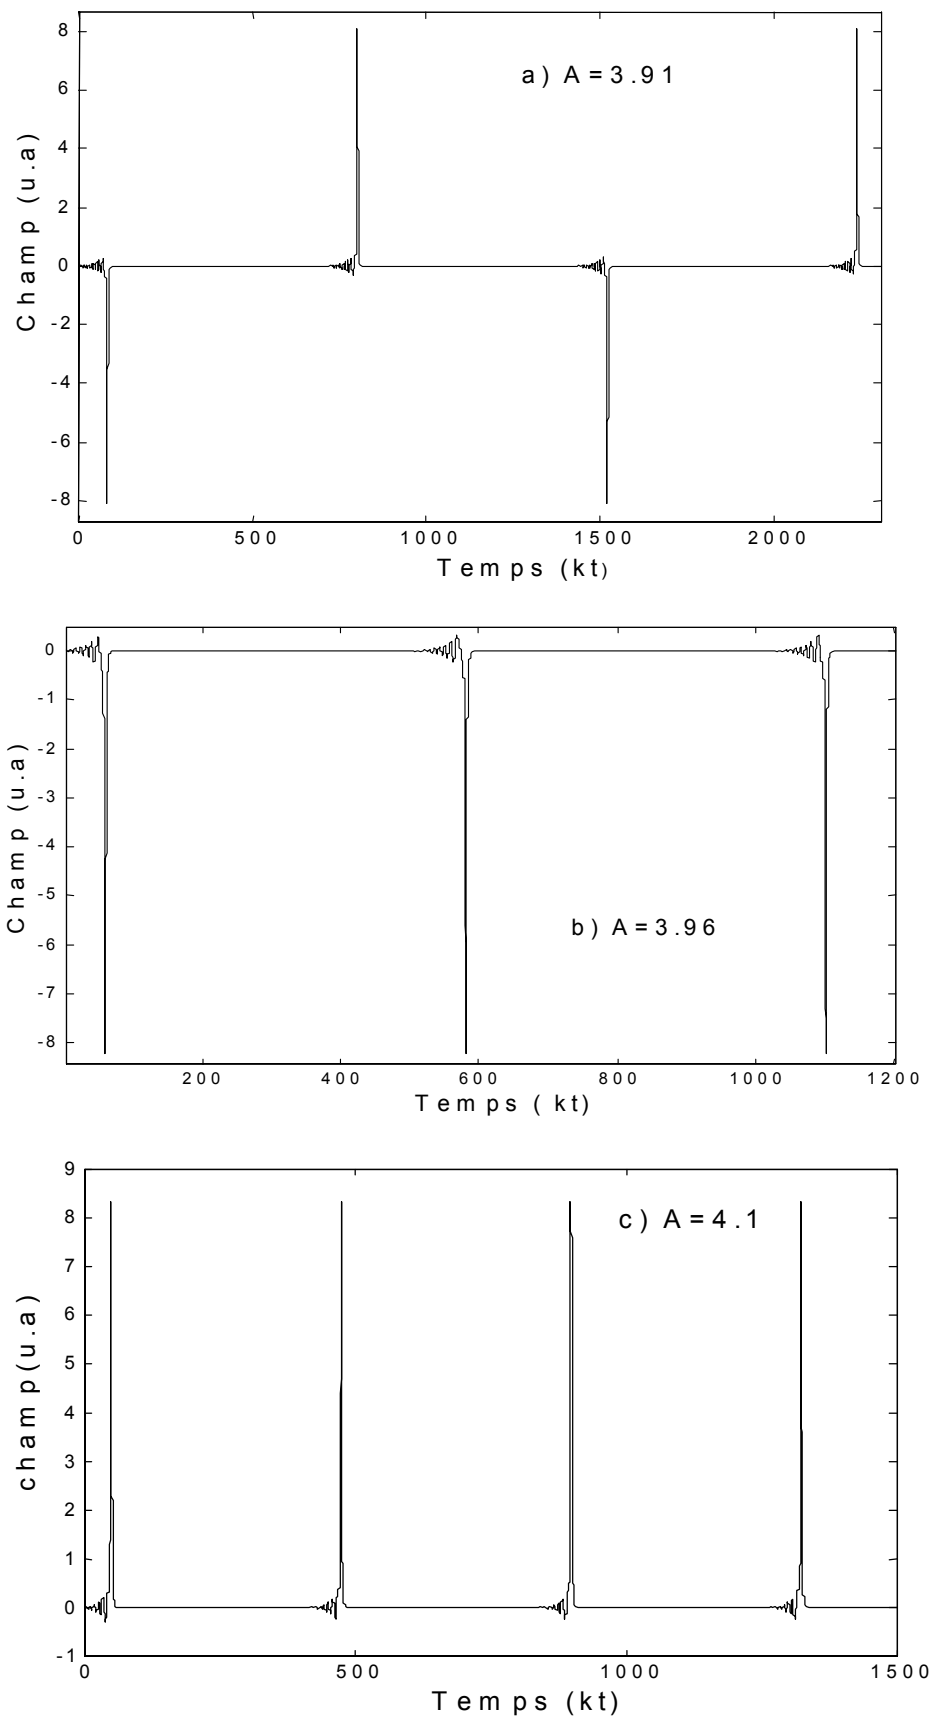 8
a) A=3.91
6
4
2
0
-2
-4
-6
-8
Champ (u.a)
0 500 1000 1500 2000
Temps (kt)
0
-1
-2
-3
-4
-5
-6
-7
-8
Champ (u.a)
b) A=3.96
200 400 600 800 1000 1200
Temps ( kt)
9
8
c) A=4.1
7
6
5
4
3
2
1
0
-1
champ(u.a)
0 500 1000 1500
Temps (kt)